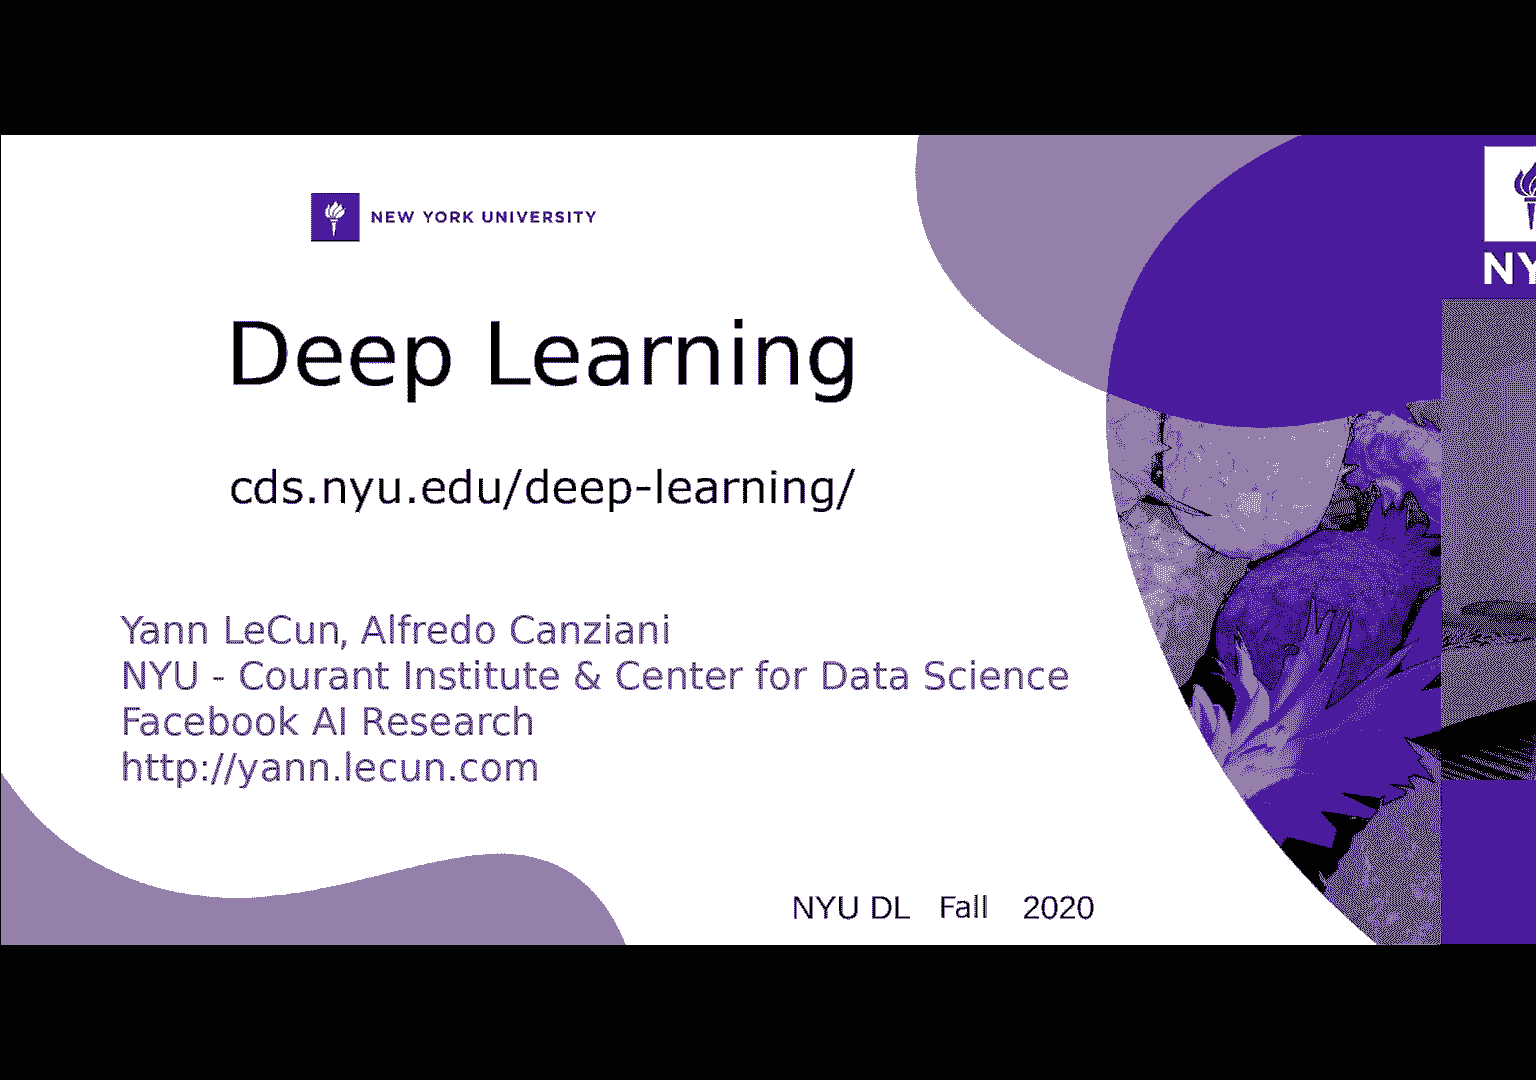 NEW YORK UNIVERSITY
NY
Deep Learning
cds.nyu.edu/deep-learning/
Yann LeCun, Alfredo Canziani
NYU - Courant Institute & Center for Data Science
Facebook AI Research
http://yann.lecun.com
NYU DL Fall 2020